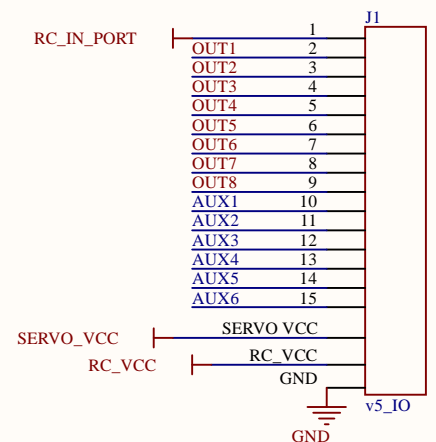 J1
RC_IN_PORT 1
OUT1 2
OUT2 3
OUT3 4
OUT4 5
OUT5 6
OUT6 7
OUT7 8
OUT8 9
AUX1 10
AUX2 11
AUX3 12
AUX4 13
AUX5 14
AUX6 15
SERVO_VCC SERVO VCC
RC_VCC RC_VCC
GND
v5_IO
GND